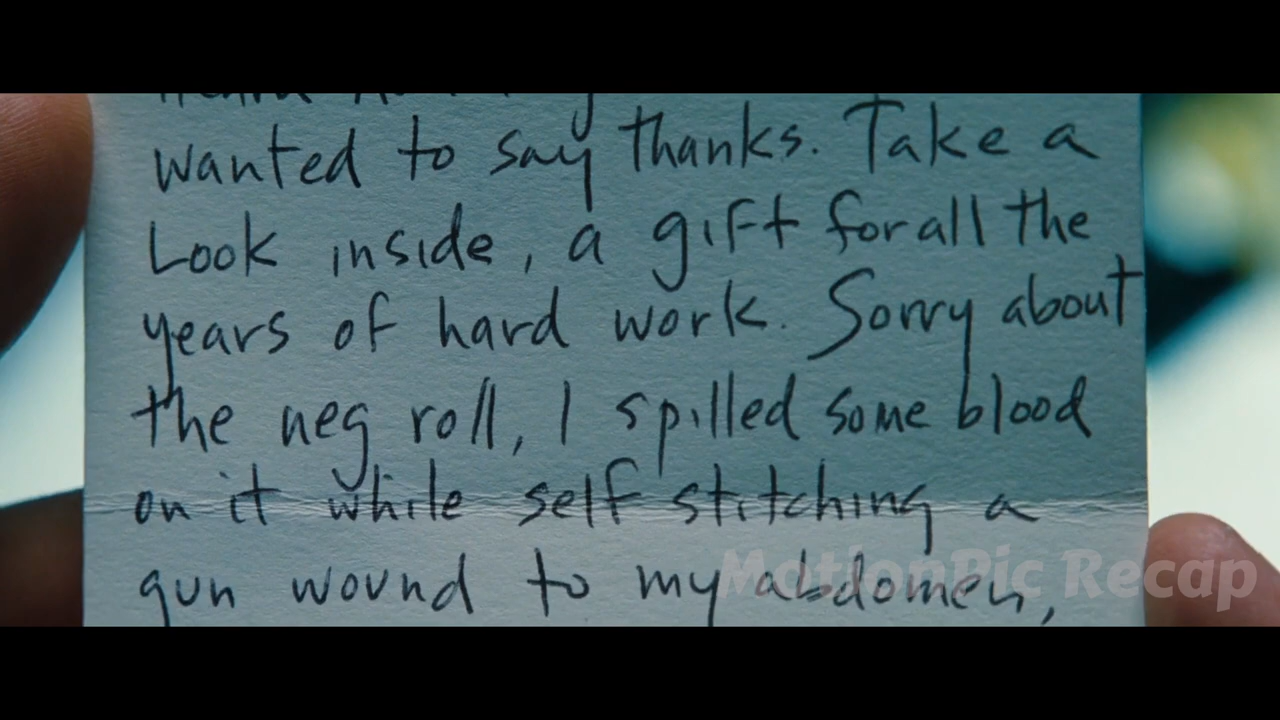 wanted to say thanks. Take a
Look inside, a gift for all the
years of hard work. Sorry about
the neg roll, I spilled some blood
on it while self stitching a
gun wound to my abdomen,
MotionPic Recap